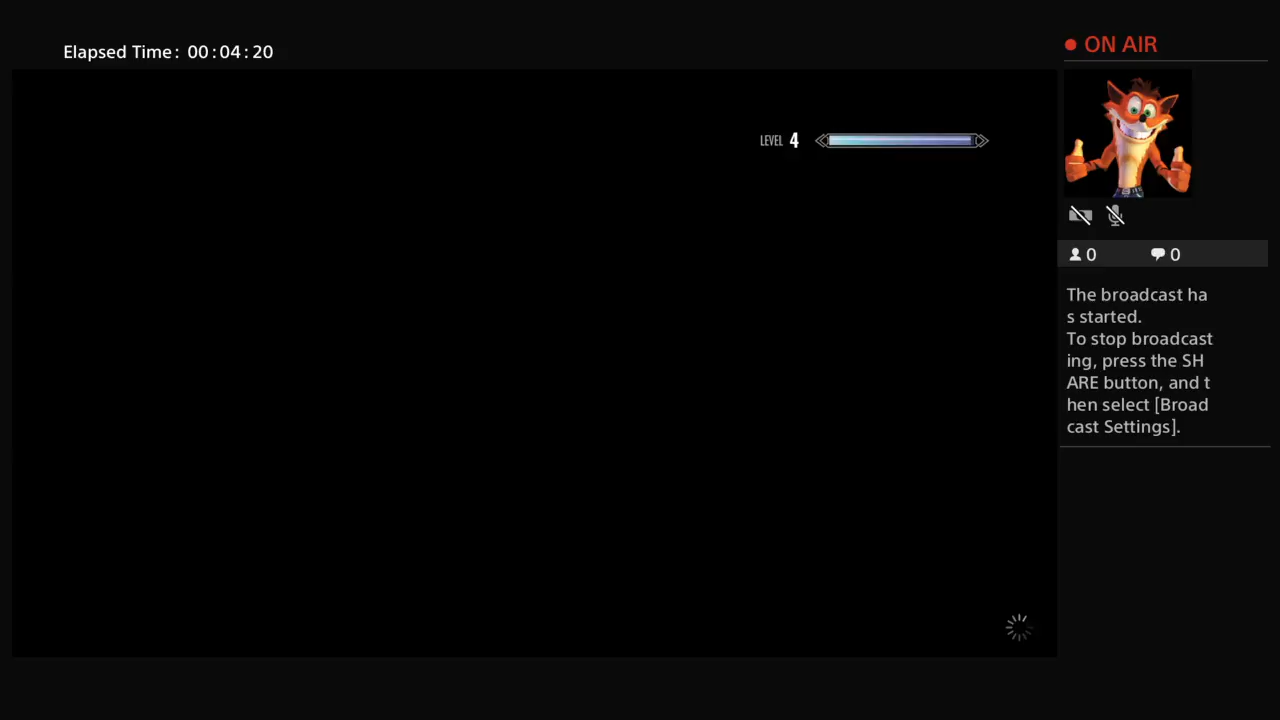 Elapsed Time: 00:04:20
ON AIR
LEVEL 4
0 0
The broadcast ha
s started.
To stop broadcast
ing, press the SH
ARE button, and t
hen select [Broad
cast Settings].